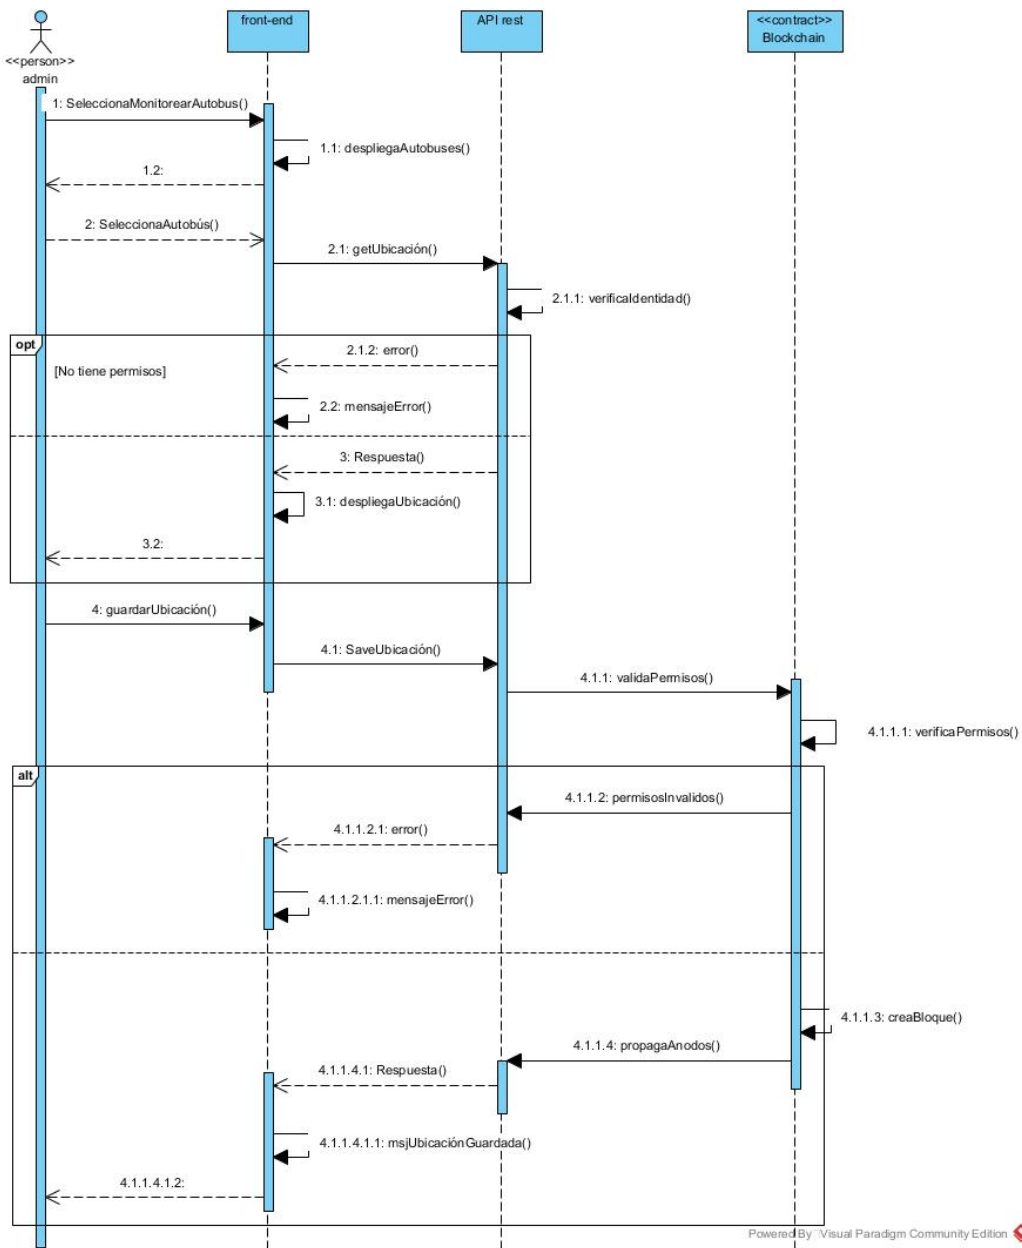 front-end
API rest
<<contract>>
Blockchain
<<person>>
admin
1: SeleccionaMonitorearAutobus()
1.1: despliegaAutobuses()
1.2:
2: SeleccionaAutobús()
2.1: getUbicación()
2.1.1: verificaIdentidad()
opt
2.1.2: error()
[No tiene permisos]
2.2: mensajeError()
3: Respuesta()
3.1: despliegaUbicación()
3.2:
4: guardarUbicación()
4.1: SaveUbicación()
4.1.1: validaPermisos()
4.1.1.1: verificaPermisos()
alt
4.1.1.2: permisosInvalidos()
4.1.1.2.1: error()
4.1.1.2.1.1: mensajeError()
4.1.1.3: creaBloque()
4.1.1.4: propagaAnodos()
4.1.1.4.1: Respuesta()
4.1.1.4.1.1: msjUbicaciónGuardada()
4.1.1.4.1.2:
Powered By Visual Paradigm Community Edition